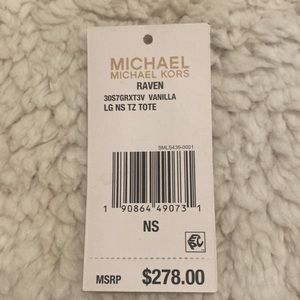 MICHAEL
MICHAEL KORS
RAVEN
30S7GRXT3V VANILLA
LG NS TZ TOTE
SMLS439-0001
1 90864 49073 1
NS
MSRP $278.00